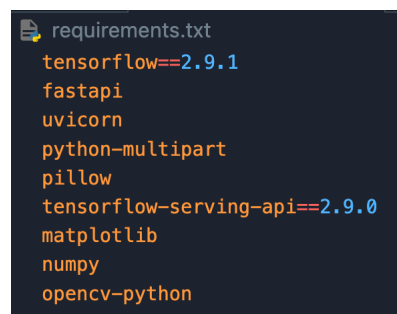 requirements.txt
tensorflow==2.9.1
fastapi
uvicorn
python-multipart
pillow
tensorflow-serving-api==2.9.0
matplotlib
numpy
opencv-python